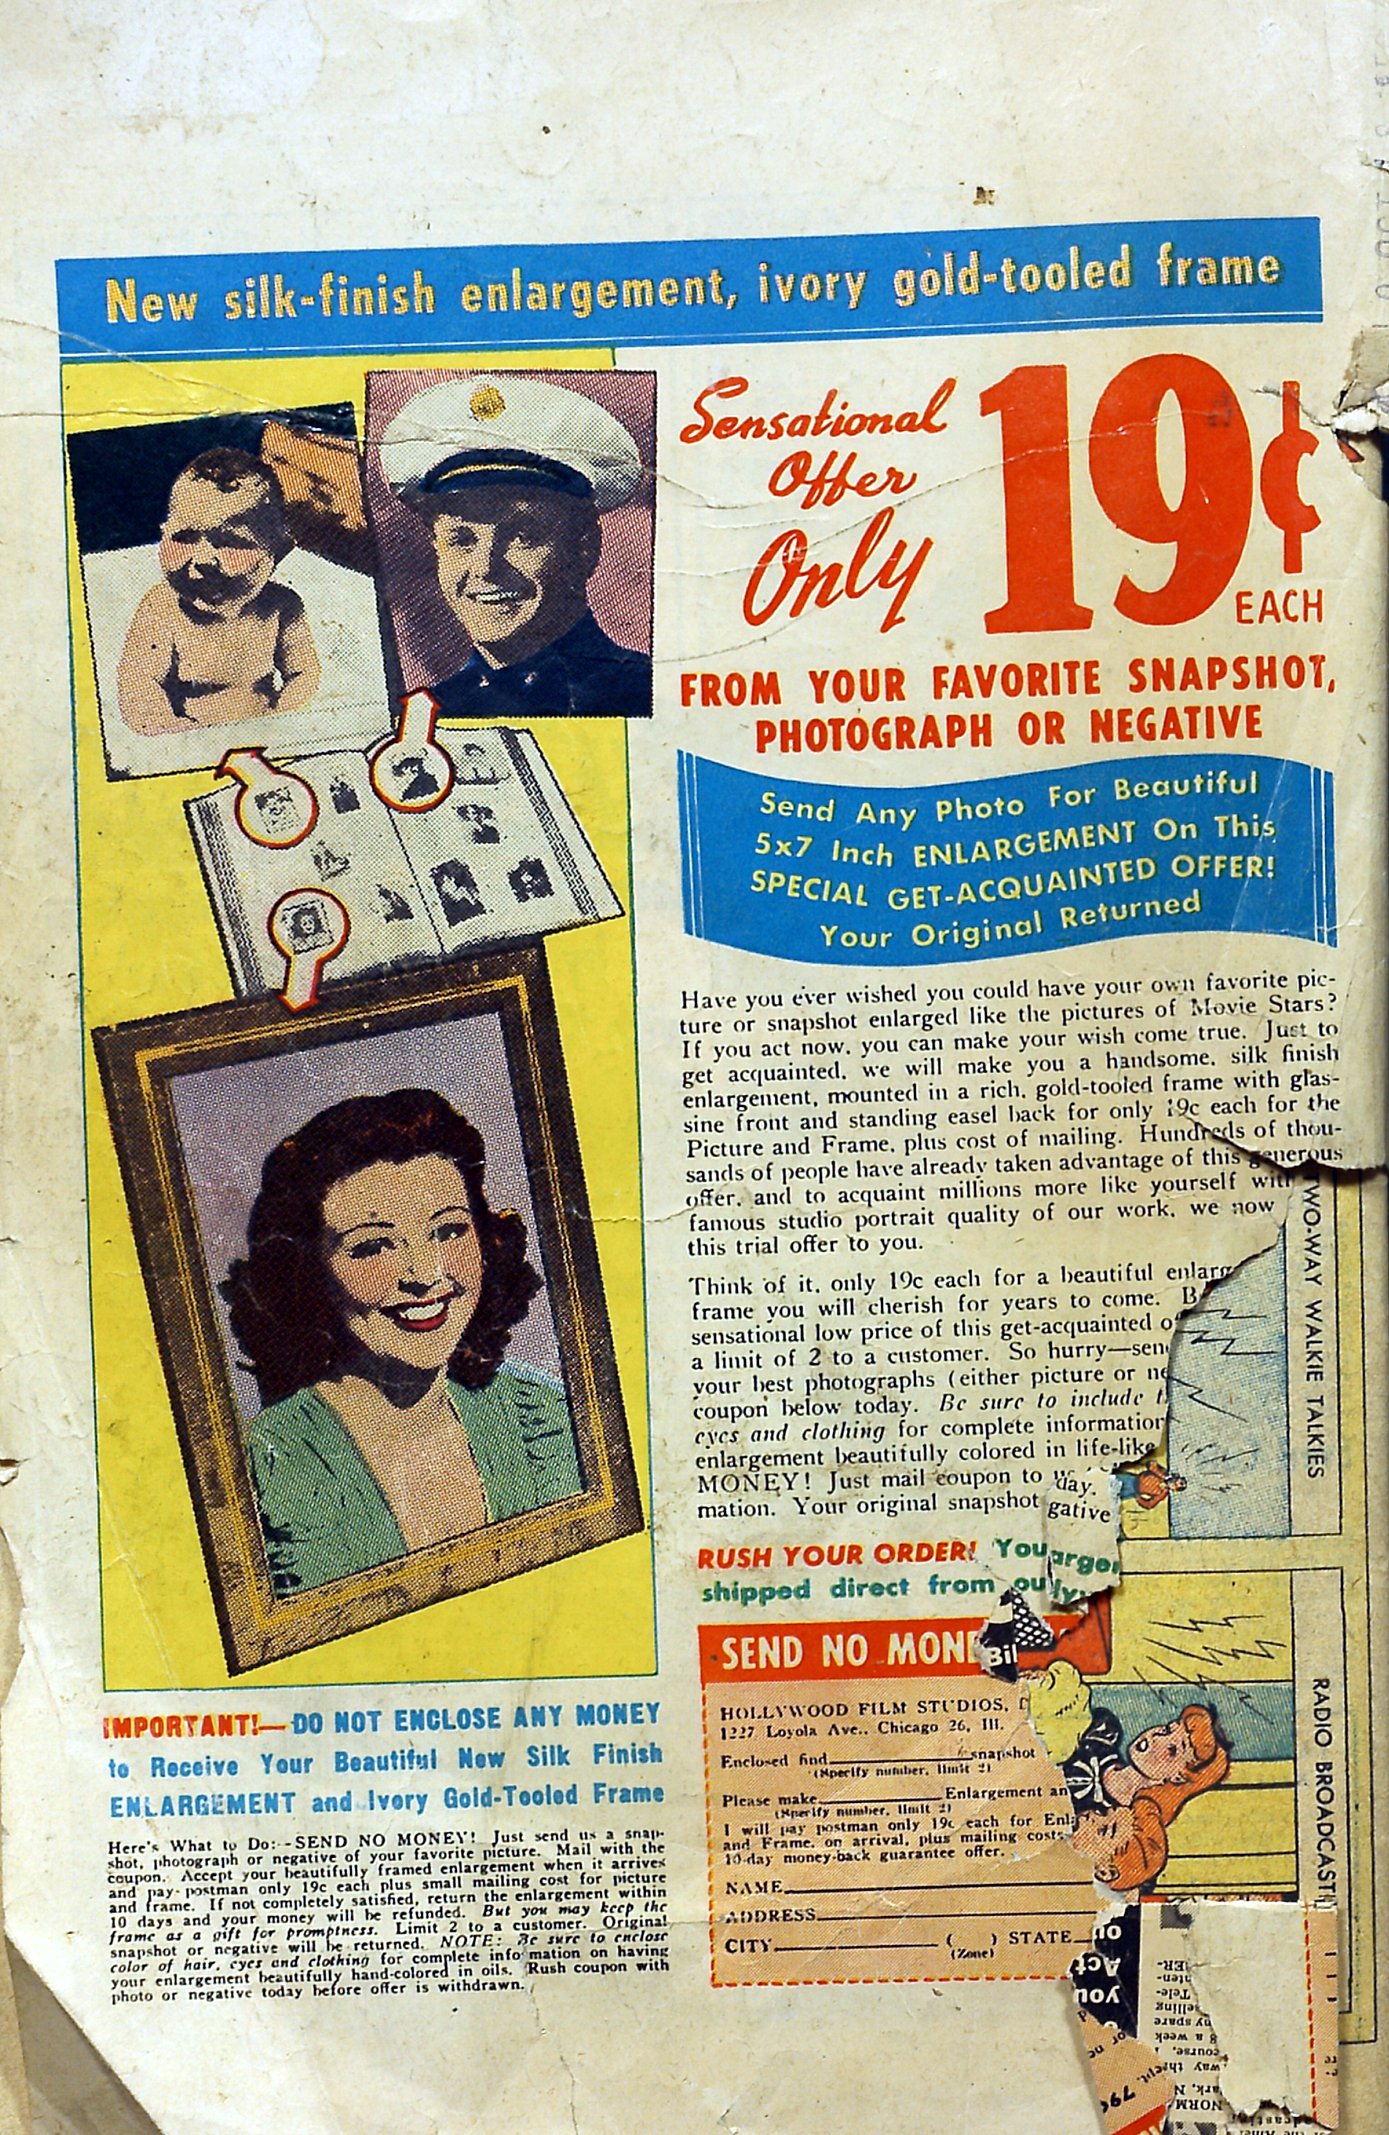 New silk-finish enlargement, ivory gold-tooled frame
Sensational
Offer
Only
19¢
EACH
FROM YOUR FAVORITE SNAPSHOT,
PHOTOGRAPH OR NEGATIVE
Send Any Photo For Beautiful
5x7 Inch ENLARGEMENT On This
SPECIAL GET-ACQUAINTED OFFER!
Your Original Returned
Have you ever wished you could have your own favorite pic-
ture or snapshot enlarged like the pictures of Movie Stars?
If you act now, you can make your wish come true. Just to
get acquainted, we will make you a handsome, silk finish
enlargement, mounted in a rich, gold-tooled frame with glas-
sine front and standing easel back for only 19c each for the
Picture and Frame, plus cost of mailing. Hundreds of thou-
sands of people have already taken advantage of this generous
offer, and to acquaint millions more like yourself with
famous studio portrait quality of our work, we now
this trial offer to you.
Think of it, only 19c each for a beautiful enlarg
frame you will cherish for years to come. B
sensational low price of this get-acquainted o
a limit of 2 to a customer. So hurry—sen
your best photographs (either picture or ne
coupon below today. Be sure to include
eyes and clothing for complete information
enlargement beautifully colored in life-like
MONEY! Just mail coupon to day.
mation. Your original snapshot gative
RUSH YOUR ORDER! You arge
shipped direct from ou ly
SEND NO MONE
Bil
HOLLYWOOD FILM STUDIOS, D
1227 Loyola Ave., Chicago 26, Ill.
Enclosed find snapshot
(Specify number, limit 2)
Please make Enlargement an
(Specify number, limit 2)
I will pay postman only 19c each for Enl
and Frame, on arrival, plus mailing costs,
10-day money-back guarantee offer.
NAME
ADDRESS
CITY ( ) STATE
(Zone)
IMPORTANT!—DO NOT ENCLOSE ANY MONEY
to Receive Your Beautiful New Silk Finish
ENLARGEMENT and Ivory Gold-Tooled Frame
Here's What to Do:--SEND NO MONEY! Just send us a snap-
shot, photograph or negative of your favorite picture. Mail with the
coupon. Accept your beautifully framed enlargement when it arrives
and pay postman only 19c each plus small mailing cost for picture
and frame. If not completely satisfied, return the enlargement within
10 days and your money will be refunded. But you may keep the
frame as a gift for promptness. Limit 2 to a customer. Original
snapshot or negative will be returned. NOTE: Be sure to enclose
color of hair, eyes and clothing for complete information on having
your enlargement beautifully hand-colored in oils. Rush coupon with
photo or negative today before offer is withdrawn.
TWO-WAY WALKIE TALKIES
RADIO BROADCASTI
79¢